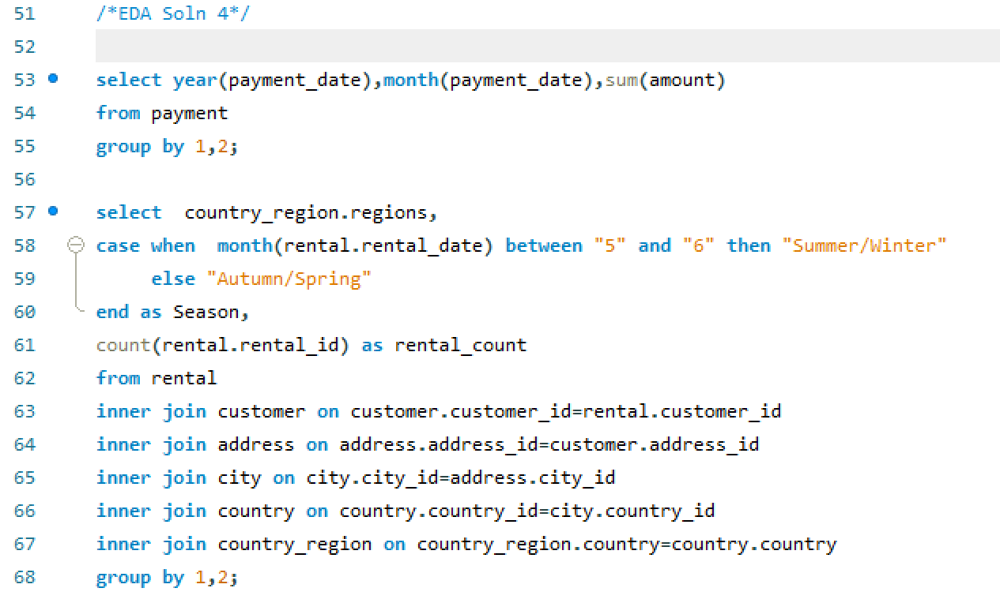 51 /*EDA Soln 4*/
52
53 select year(payment_date),month(payment_date),sum(amount)
54 from payment
55 group by 1,2;
56
57 select  country_region.regions,
58 case when  month(rental.rental_date) between "5" and "6" then "Summer/Winter"
59      else "Autumn/Spring"
60 end as Season,
61 count(rental.rental_id) as rental_count
62 from rental
63 inner join customer on customer.customer_id=rental.customer_id
64 inner join address on address.address_id=customer.address_id
65 inner join city on city.city_id=address.city_id
66 inner join country on country.country_id=city.country_id
67 inner join country_region on country_region.country=country.country
68 group by 1,2;